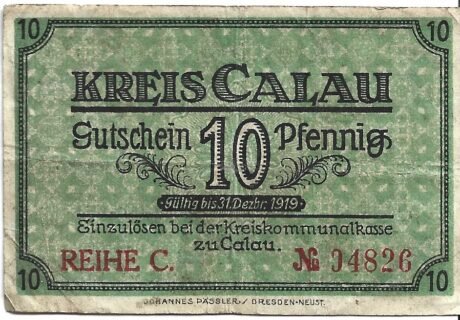 10 10
KREIS CALAU
Gutschein 10 Pfennig
Gültig bis 31. Dezbr. 1919
Einzulösen bei der Kreiskommunalkasse
zu Calau.
REIHE C. № 04826
10 10
JOHANNES PÄSSLER / DRESDEN-NEUST.